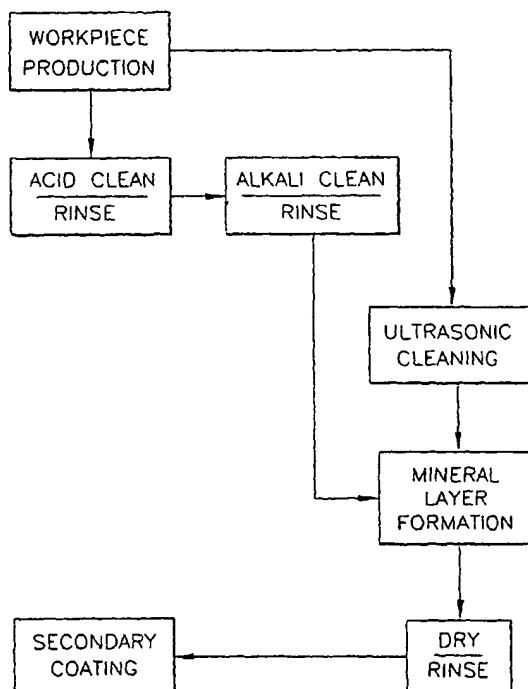 WORKPIECE
PRODUCTION
ACID CLEAN
RINSE
ALKALI CLEAN
RINSE
ULTRASONIC
CLEANING
MINERAL
LAYER
FORMATION
DRY
RINSE
SECONDARY
COATING